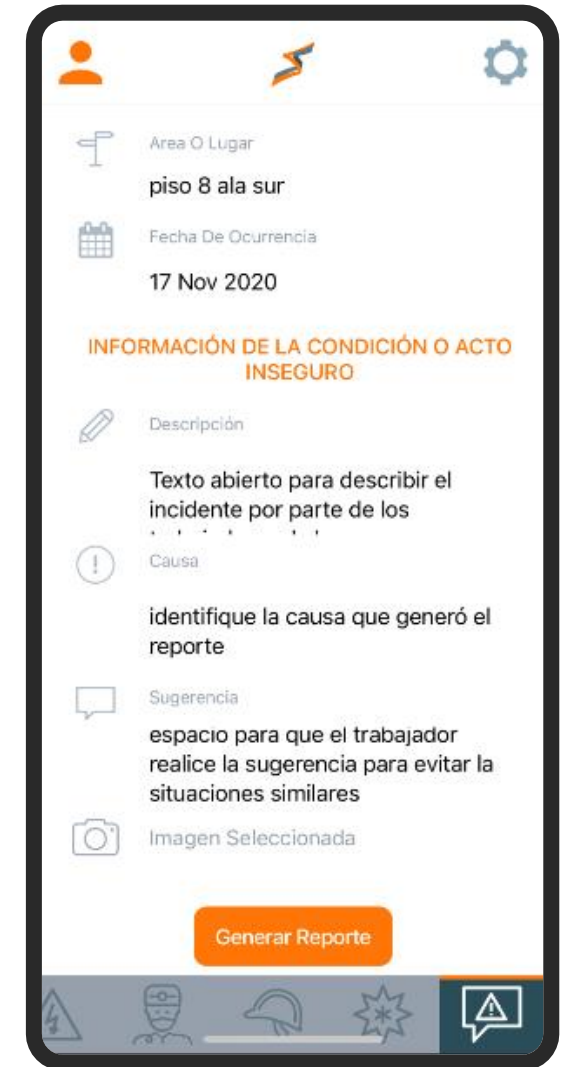 Area O Lugar
piso 8 ala sur
Fecha De Ocurrencia
17 Nov 2020
INFORMACIÓN DE LA CONDICIÓN O ACTO
INSEGURO
Descripción
Texto abierto para describir el
incidente por parte de los
Causa
identifique la causa que generó el
reporte
Sugerencia
espacio para que el trabajador
realice la sugerencia para evitar la
situaciones similares
Imagen Seleccionada
Generar Reporte